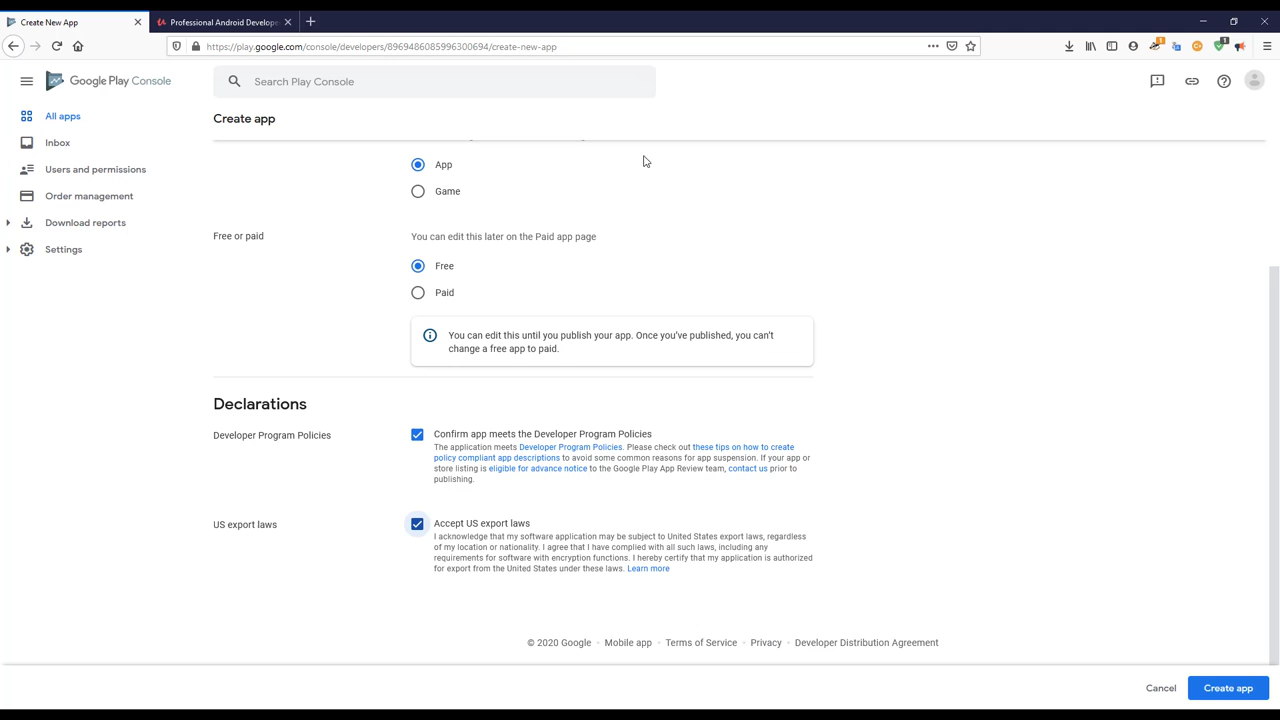 Create New App
Professional Android Develope
https://play.google.com/console/developers/8969486085996300694/create-new-app
1
1
Google Play Console
Search Play Console
All apps
Inbox
Users and permissions
Order management
Download reports
Settings
Create app
App
Game
Free or paid
You can edit this later on the Paid app page
Free
Paid
You can edit this until you publish your app. Once you've published, you can't
change a free app to paid.
Declarations
Developer Program Policies
Confirm app meets the Developer Program Policies
The application meets Developer Program Policies. Please check out these tips on how to create
policy compliant app descriptions to avoid some common reasons for app suspension. If your app or
store listing is eligible for advance notice to the Google Play App Review team, contact us prior to
publishing.
US export laws
Accept US export laws
I acknowledge that my software application may be subject to United States export laws, regardless
of my location or nationality. I agree that I have complied with all such laws, including any
requirements for software with encryption functions. I hereby certify that my application is authorized
for export from the United States under these laws. Learn more
© 2020 Google · Mobile app · Terms of Service · Privacy · Developer Distribution Agreement
Cancel
Create app